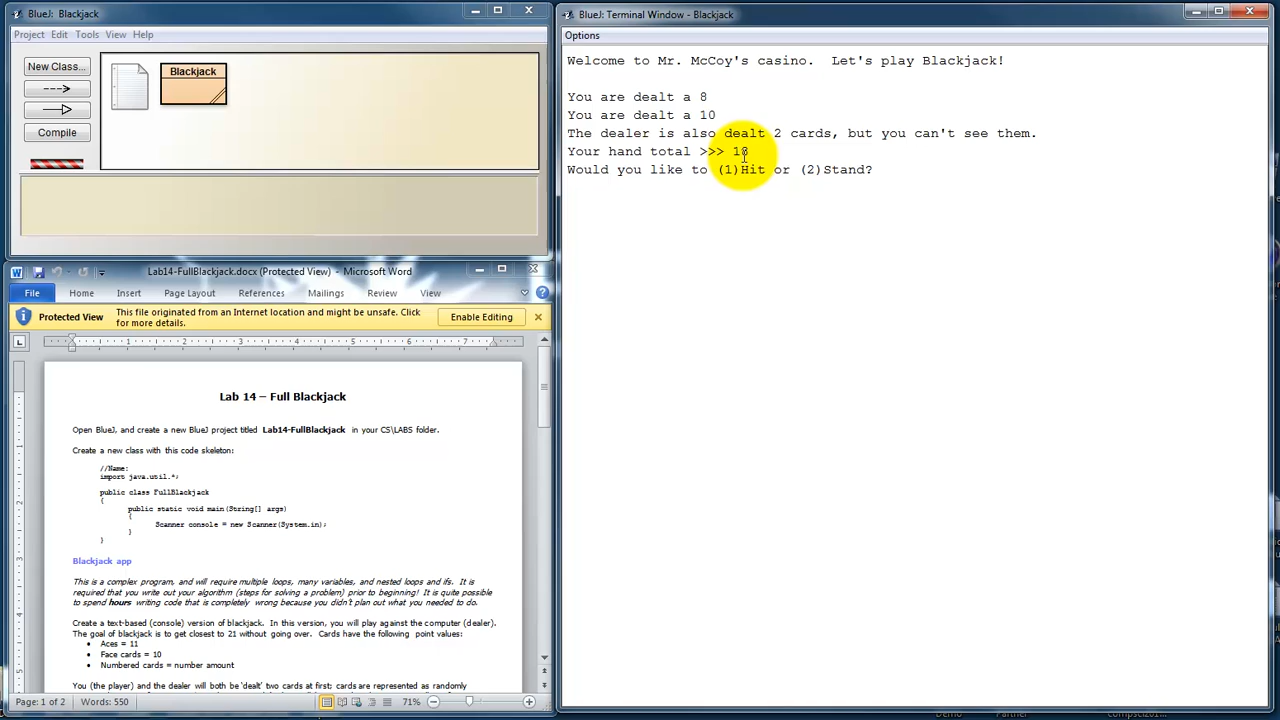 BlueJ: Blackjack
Project Edit Tools View Help
New Class...
Compile
Blackjack
BlueJ: Terminal Window - Blackjack
Options
Welcome to Mr. McCoy's casino.  Let's play Blackjack!
You are dealt a 8
You are dealt a 10
The dealer is also dealt 2 cards, but you can't see them.
Your hand total >>> 18
Would you like to (1)Hit or (2)Stand?
Lab14-FullBlackjack.docx (Protected View) - Microsoft Word
File Home Insert Page Layout References Mailings Review View
Protected View This file originated from an Internet location and might be unsafe. Click
for more details.
Enable Editing
1 2 3 4 5 6 7
Lab 14 – Full Blackjack
Open BlueJ, and create a new BlueJ project titled Lab14-FullBlackjack in your CS\LABS folder.
Create a new class with this code skeleton:
//Name:
import java.util.*;
public class FullBlackjack
{
public static void main(String[] args)
{
Scanner console = new Scanner(System.in);
}
}
Blackjack app
This is a complex program, and will require multiple loops, many variables, and nested loops and ifs. It is
required that you write out your algorithm (steps for solving a problem) prior to beginning! It is quite possible
to spend hours writing code that is completely wrong because you didn't plan out what you needed to do.
Create a text-based (console) version of blackjack. In this version, you will play against the computer (dealer).
The goal of blackjack is to get closest to 21 without going over. Cards have the following point values:
• Aces = 11
• Face cards = 10
• Numbered cards = number amount
You (the player) and the dealer will both be 'dealt' two cards at first; cards are represented as randomly
Page: 1 of 2 Words: 550 71%